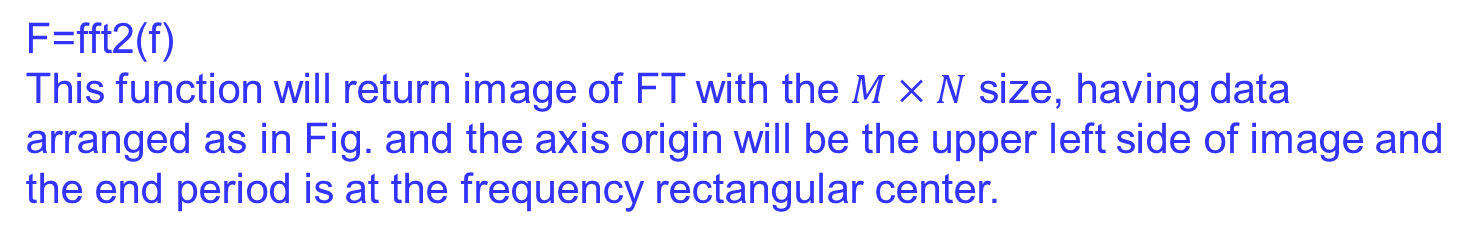 F=fft2(f)
This function will return image of FT with the M × N size, having data
arranged as in Fig. and the axis origin will be the upper left side of image and
the end period is at the frequency rectangular center.